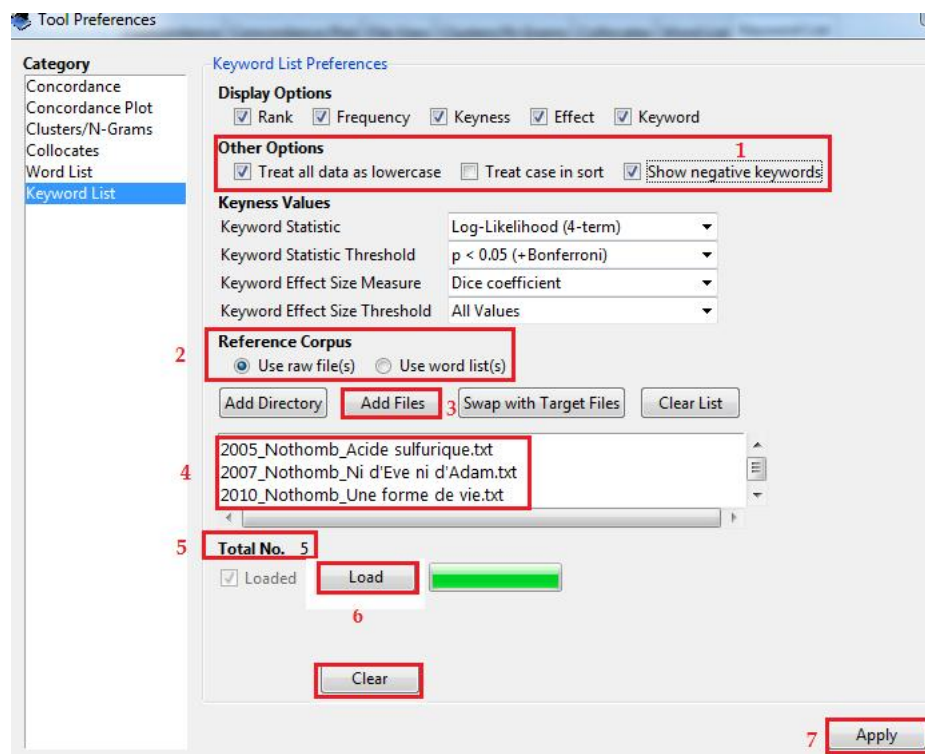 Tool Preferences
Category
Concordance
Concordance Plot
Clusters/N-Grams
Collocates
Word List
Keyword List
Keyword List Preferences
Display Options
Rank Frequency Keyness Effect Keyword
Other Options 1
Treat all data as lowercase Treat case in sort Show negative keywords
Keyness Values
Keyword Statistic Log-Likelihood (4-term)
Keyword Statistic Threshold p < 0.05 (+Bonferroni)
Keyword Effect Size Measure Dice coefficient
Keyword Effect Size Threshold All Values
Reference Corpus
2 Use raw file(s) Use word list(s)
Add Directory Add Files 3 Swap with Target Files Clear List
2005_Nothomb_Acide sulfurique.txt
4 2007_Nothomb_Ni d'Eve ni d'Adam.txt
2010_Nothomb_Une forme de vie.txt
5 Total No. 5
Loaded Load
6
Clear
7 Apply